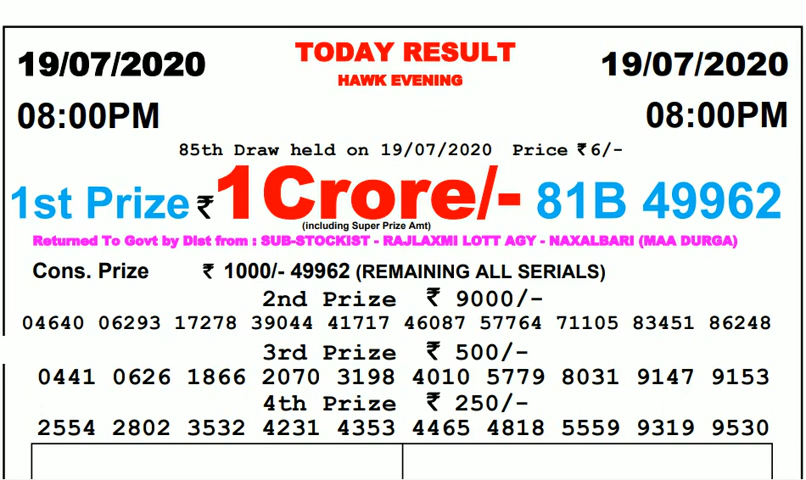 19/07/2020 TODAY RESULT 19/07/2020
HAWK EVENING
08:00PM 08:00PM
85th Draw held on 19/07/2020 Price ₹6/-
1st Prize ₹1Crore/- 81B 49962
(including Super Prize Amt)
Returned To Govt by Dist from : SUB-STOCKIST - RAJLAXMI LOTT AGY - NAXALBARI (MAA DURGA)
Cons. Prize ₹ 1000/- 49962 (REMAINING ALL SERIALS)
2nd Prize ₹ 9000/-
04640 06293 17278 39044 41717 46087 57764 71105 83451 86248
3rd Prize ₹ 500/-
0441 0626 1866 2070 3198 4010 5779 8031 9147 9153
4th Prize ₹ 250/-
2554 2802 3532 4231 4353 4465 4818 5559 9319 9530